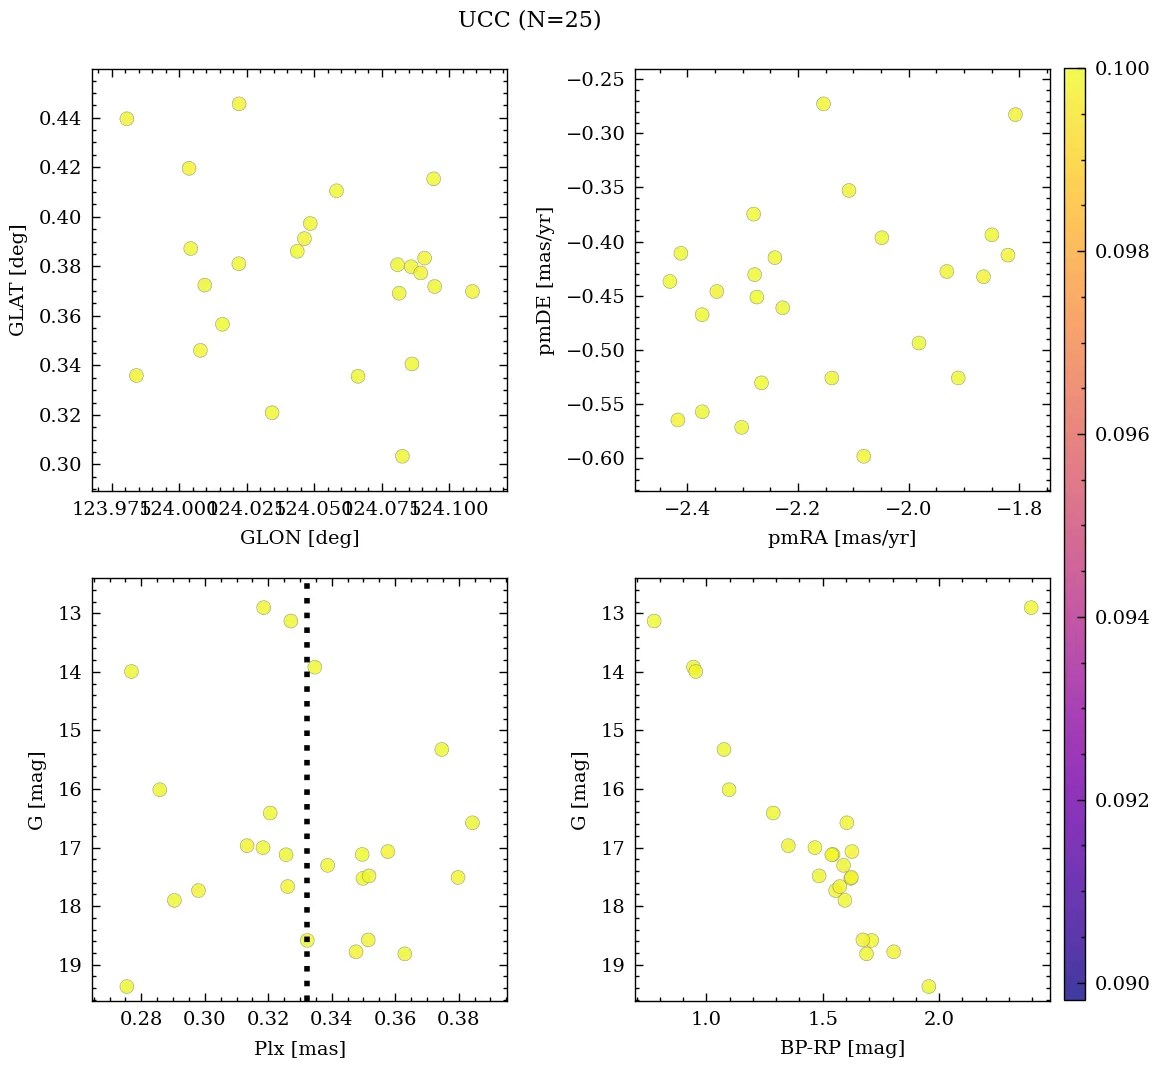 UCC (N=25)
0.44
0.42
0.40
0.38
0.36
0.34
0.32
0.30
GLAT [deg]
123.975 124.000 124.025 124.050 124.075 124.100
GLON [deg]
−0.25
−0.30
−0.35
−0.40
−0.45
−0.50
−0.55
−0.60
pmDE [mas/yr]
−2.4 −2.2 −2.0 −1.8
pmRA [mas/yr]
13
14
15
16
17
18
19
G [mag]
0.28 0.30 0.32 0.34 0.36 0.38
Plx [mas]
13
14
15
16
17
18
19
G [mag]
1.0 1.5 2.0
BP-RP [mag]
0.100
0.098
0.096
0.094
0.092
0.090